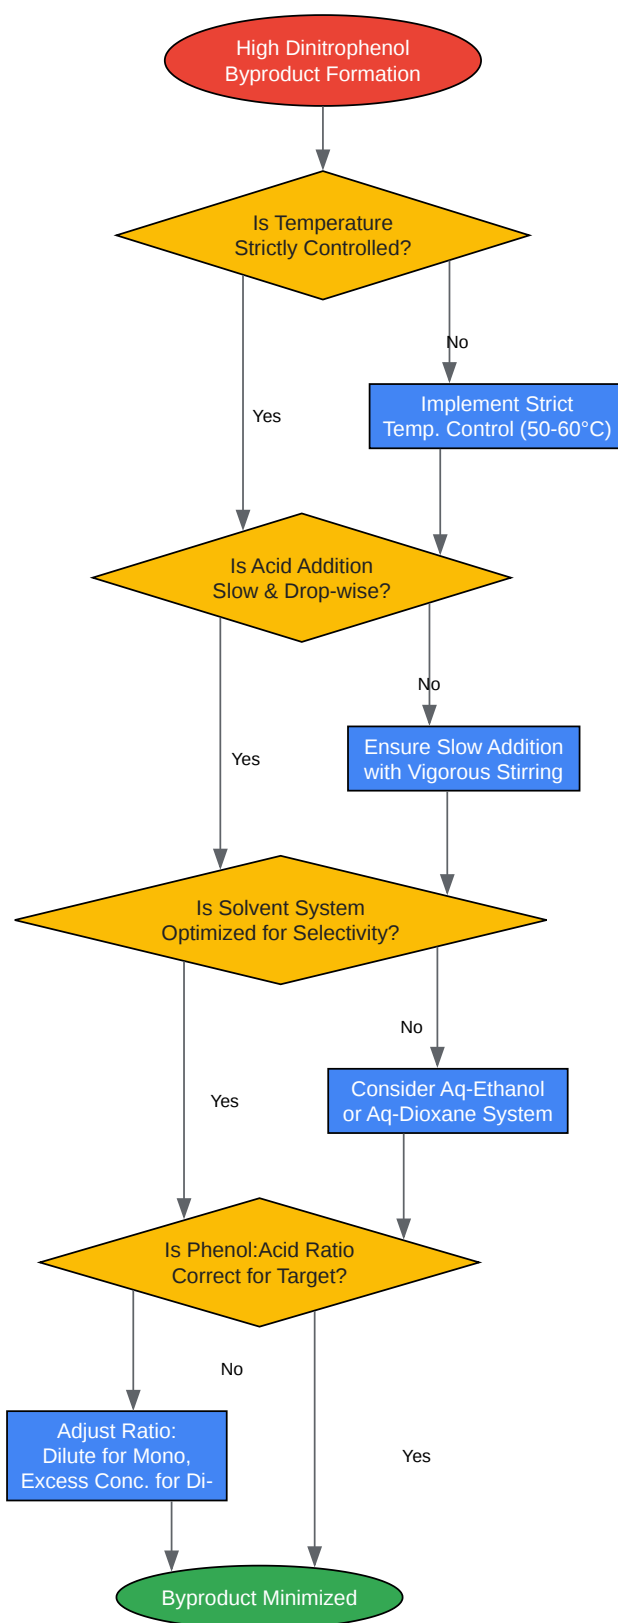 High Dinitrophenol
Byproduct Formation
Is Temperature
Strictly Controlled?
No
Implement Strict
Temp. Control (50-60°C)
Yes
Is Acid Addition
Slow & Drop-wise?
No
Ensure Slow Addition
with Vigorous Stirring
Yes
Is Solvent System
Optimized for Selectivity?
No
Consider Aq-Ethanol
or Aq-Dioxane System
Yes
Is Phenol:Acid Ratio
Correct for Target?
No
Adjust Ratio:
Dilute for Mono,
Excess Conc. for Di-
Yes
Byproduct Minimized